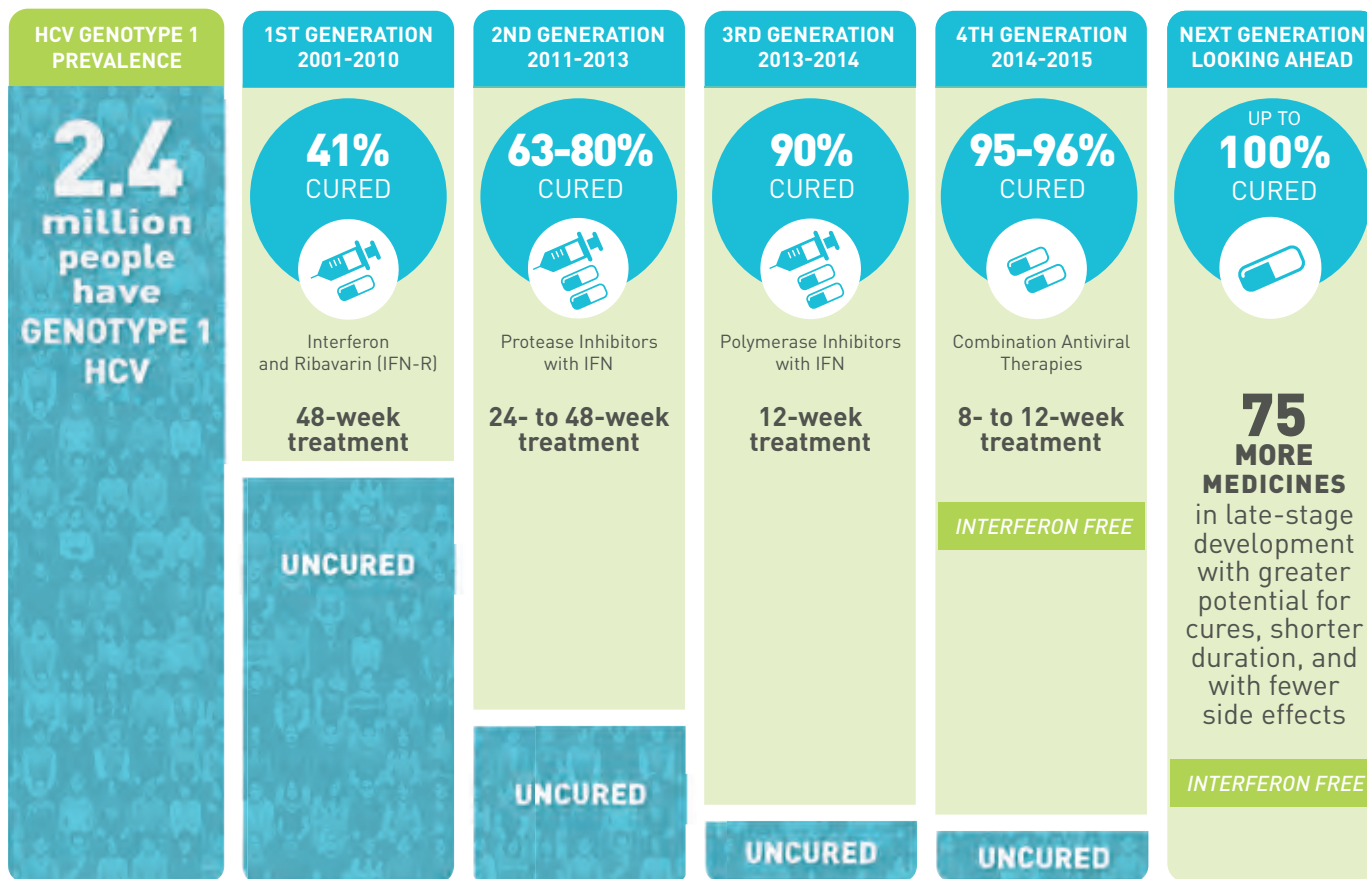 HCV GENOTYPE 1
PREVALENCE
2.4
million
people
have
GENOTYPE 1
HCV
1ST GENERATION
2001-2010
41%
CURED
Interferon
and Ribavarin (IFN-R)
48-week
treatment
UNCURED
2ND GENERATION
2011-2013
63-80%
CURED
Protease Inhibitors
with IFN
24- to 48-week
treatment
UNCURED
3RD GENERATION
2013-2014
90%
CURED
Polymerase Inhibitors
with IFN
12-week
treatment
UNCURED
4TH GENERATION
2014-2015
95-96%
CURED
Combination Antiviral
Therapies
8- to 12-week
treatment
INTERFERON FREE
UNCURED
NEXT GENERATION
LOOKING AHEAD
UP TO
100%
CURED
75
MORE
MEDICINES
in late-stage
development
with greater
potential for
cures, shorter
duration, and
with fewer
side effects
INTERFERON FREE